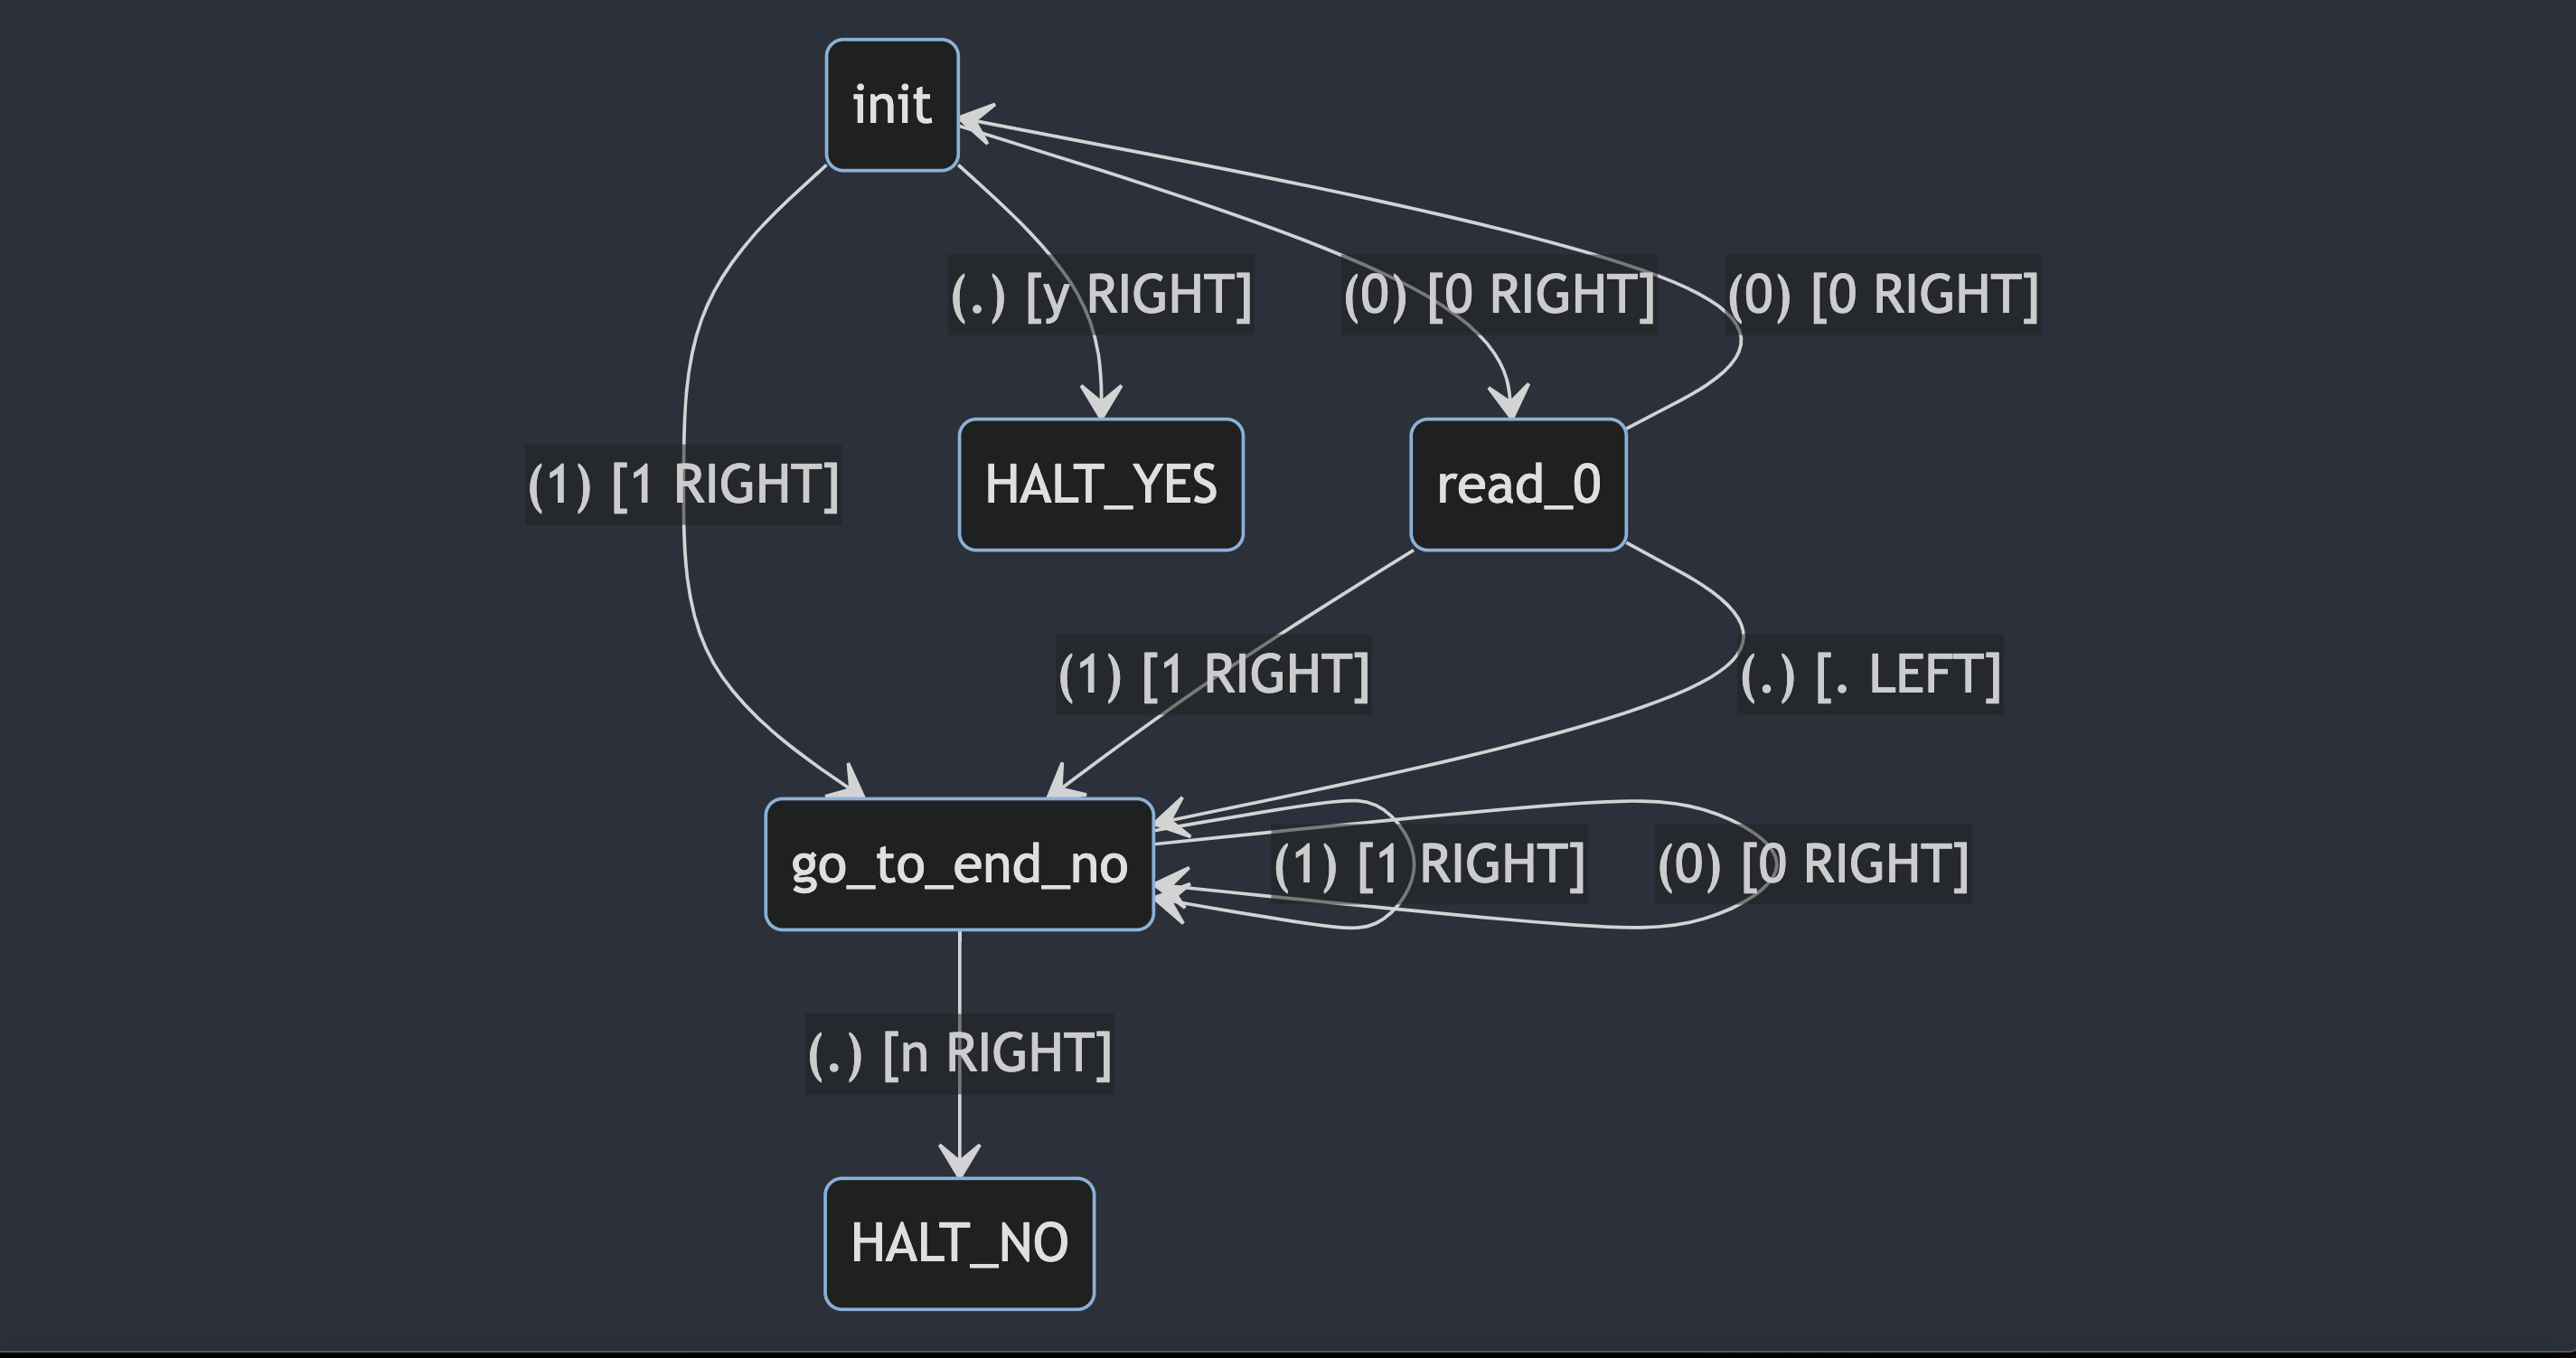 init
(.) [y RIGHT]
(0) [0 RIGHT]
(0) [0 RIGHT]
(1) [1 RIGHT]
HALT_YES
read_0
(1) [1 RIGHT]
(.) [. LEFT]
go_to_end_no
(1) [1 RIGHT]
(0) [0 RIGHT]
(.) [n RIGHT]
HALT_NO